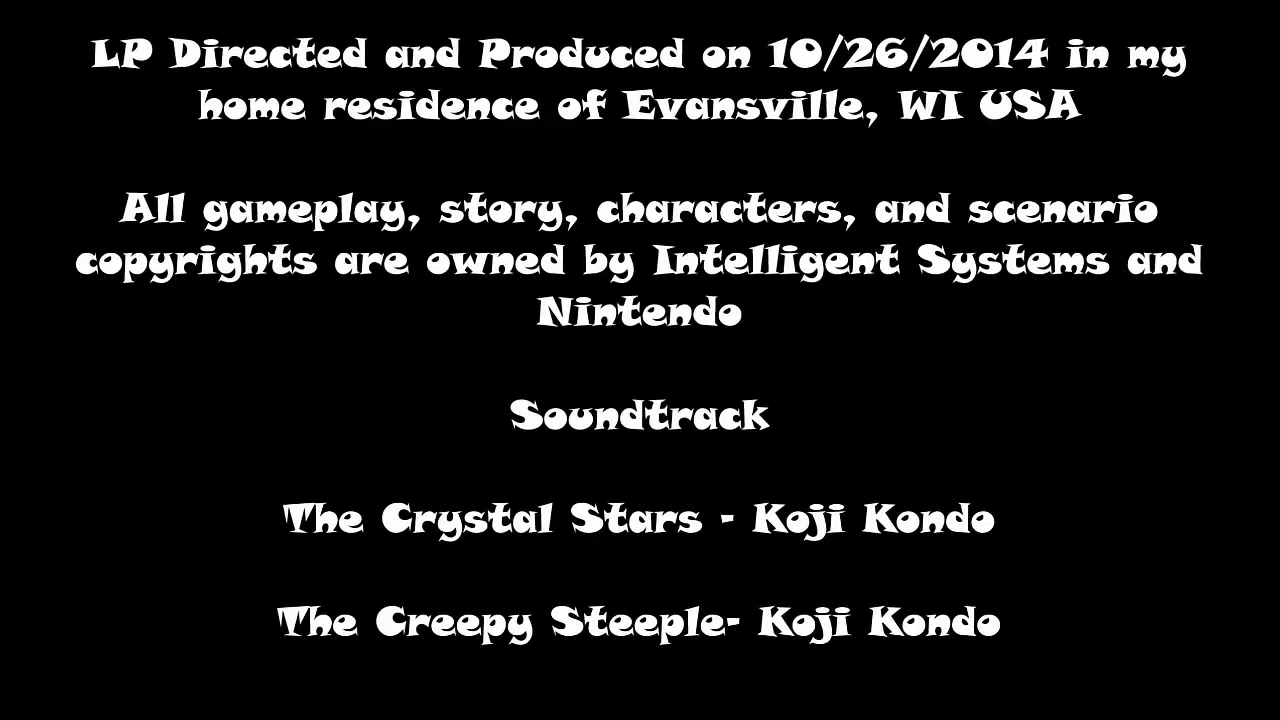 LP Directed and Produced on 10/26/2014 in my
home residence of Evansville, WI USA
All gameplay, story, characters, and scenario
copyrights are owned by Intelligent Systems and
Nintendo
Soundtrack
The Crystal Stars - Koji Kondo
The Creepy Steeple- Koji Kondo